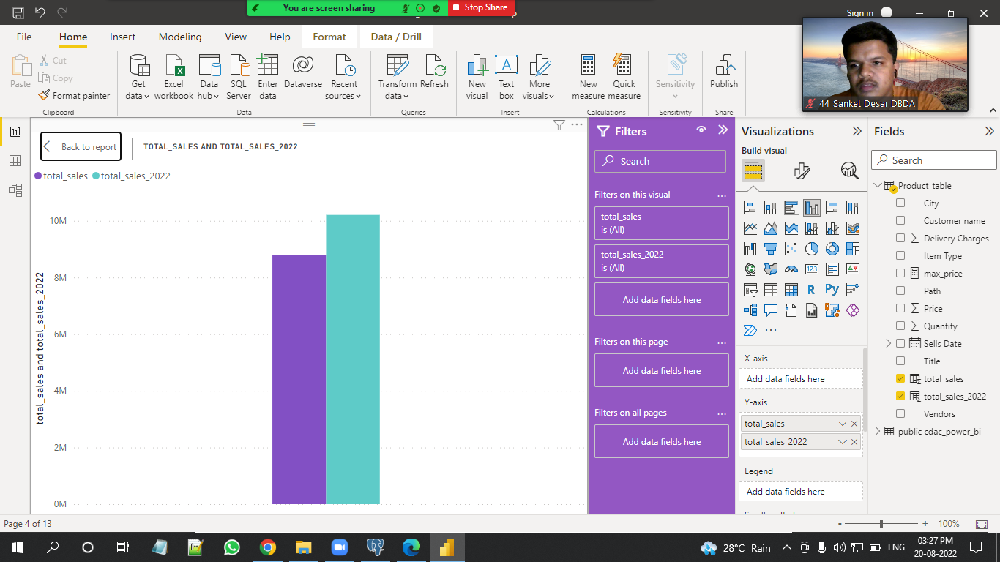 You are screen sharing
Stop Share
Sign in
File
Home
Insert
Modeling
View
Help
Format
Data / Drill
Paste
Cut
Copy
Format painter
Clipboard
Get data
Excel workbook
Data hub
SQL Server
Enter data
Dataverse
Recent sources
Data
Transform data
Refresh
Queries
New visual
Text box
More visuals
Insert
New measure
Quick measure
Calculations
Sensitivity
Sensitivity
Publish
Share
44_Sanket Desai_DBDA
Back to report
TOTAL_SALES AND TOTAL_SALES_2022
total_sales
total_sales_2022
total_sales and total_sales_2022
10M
8M
6M
4M
2M
0M
Filters
Search
Filters on this visual
total_sales
is (All)
total_sales_2022
is (All)
Add data fields here
Filters on this page
Add data fields here
Filters on all pages
Add data fields here
Visualizations
Build visual
123
R
Py
X-axis
Add data fields here
Y-axis
total_sales
total_sales_2022
Legend
Add data fields here
Small multiples
Fields
Search
Product_table
City
Customer name
Delivery Charges
Item Type
max_price
Path
Price
Quantity
Sells Date
Title
total_sales
total_sales_2022
Vendors
public cdac_power_bi
Page 4 of 13
- + 100%
28°C Rain
ENG
03:27 PM
20-08-2022